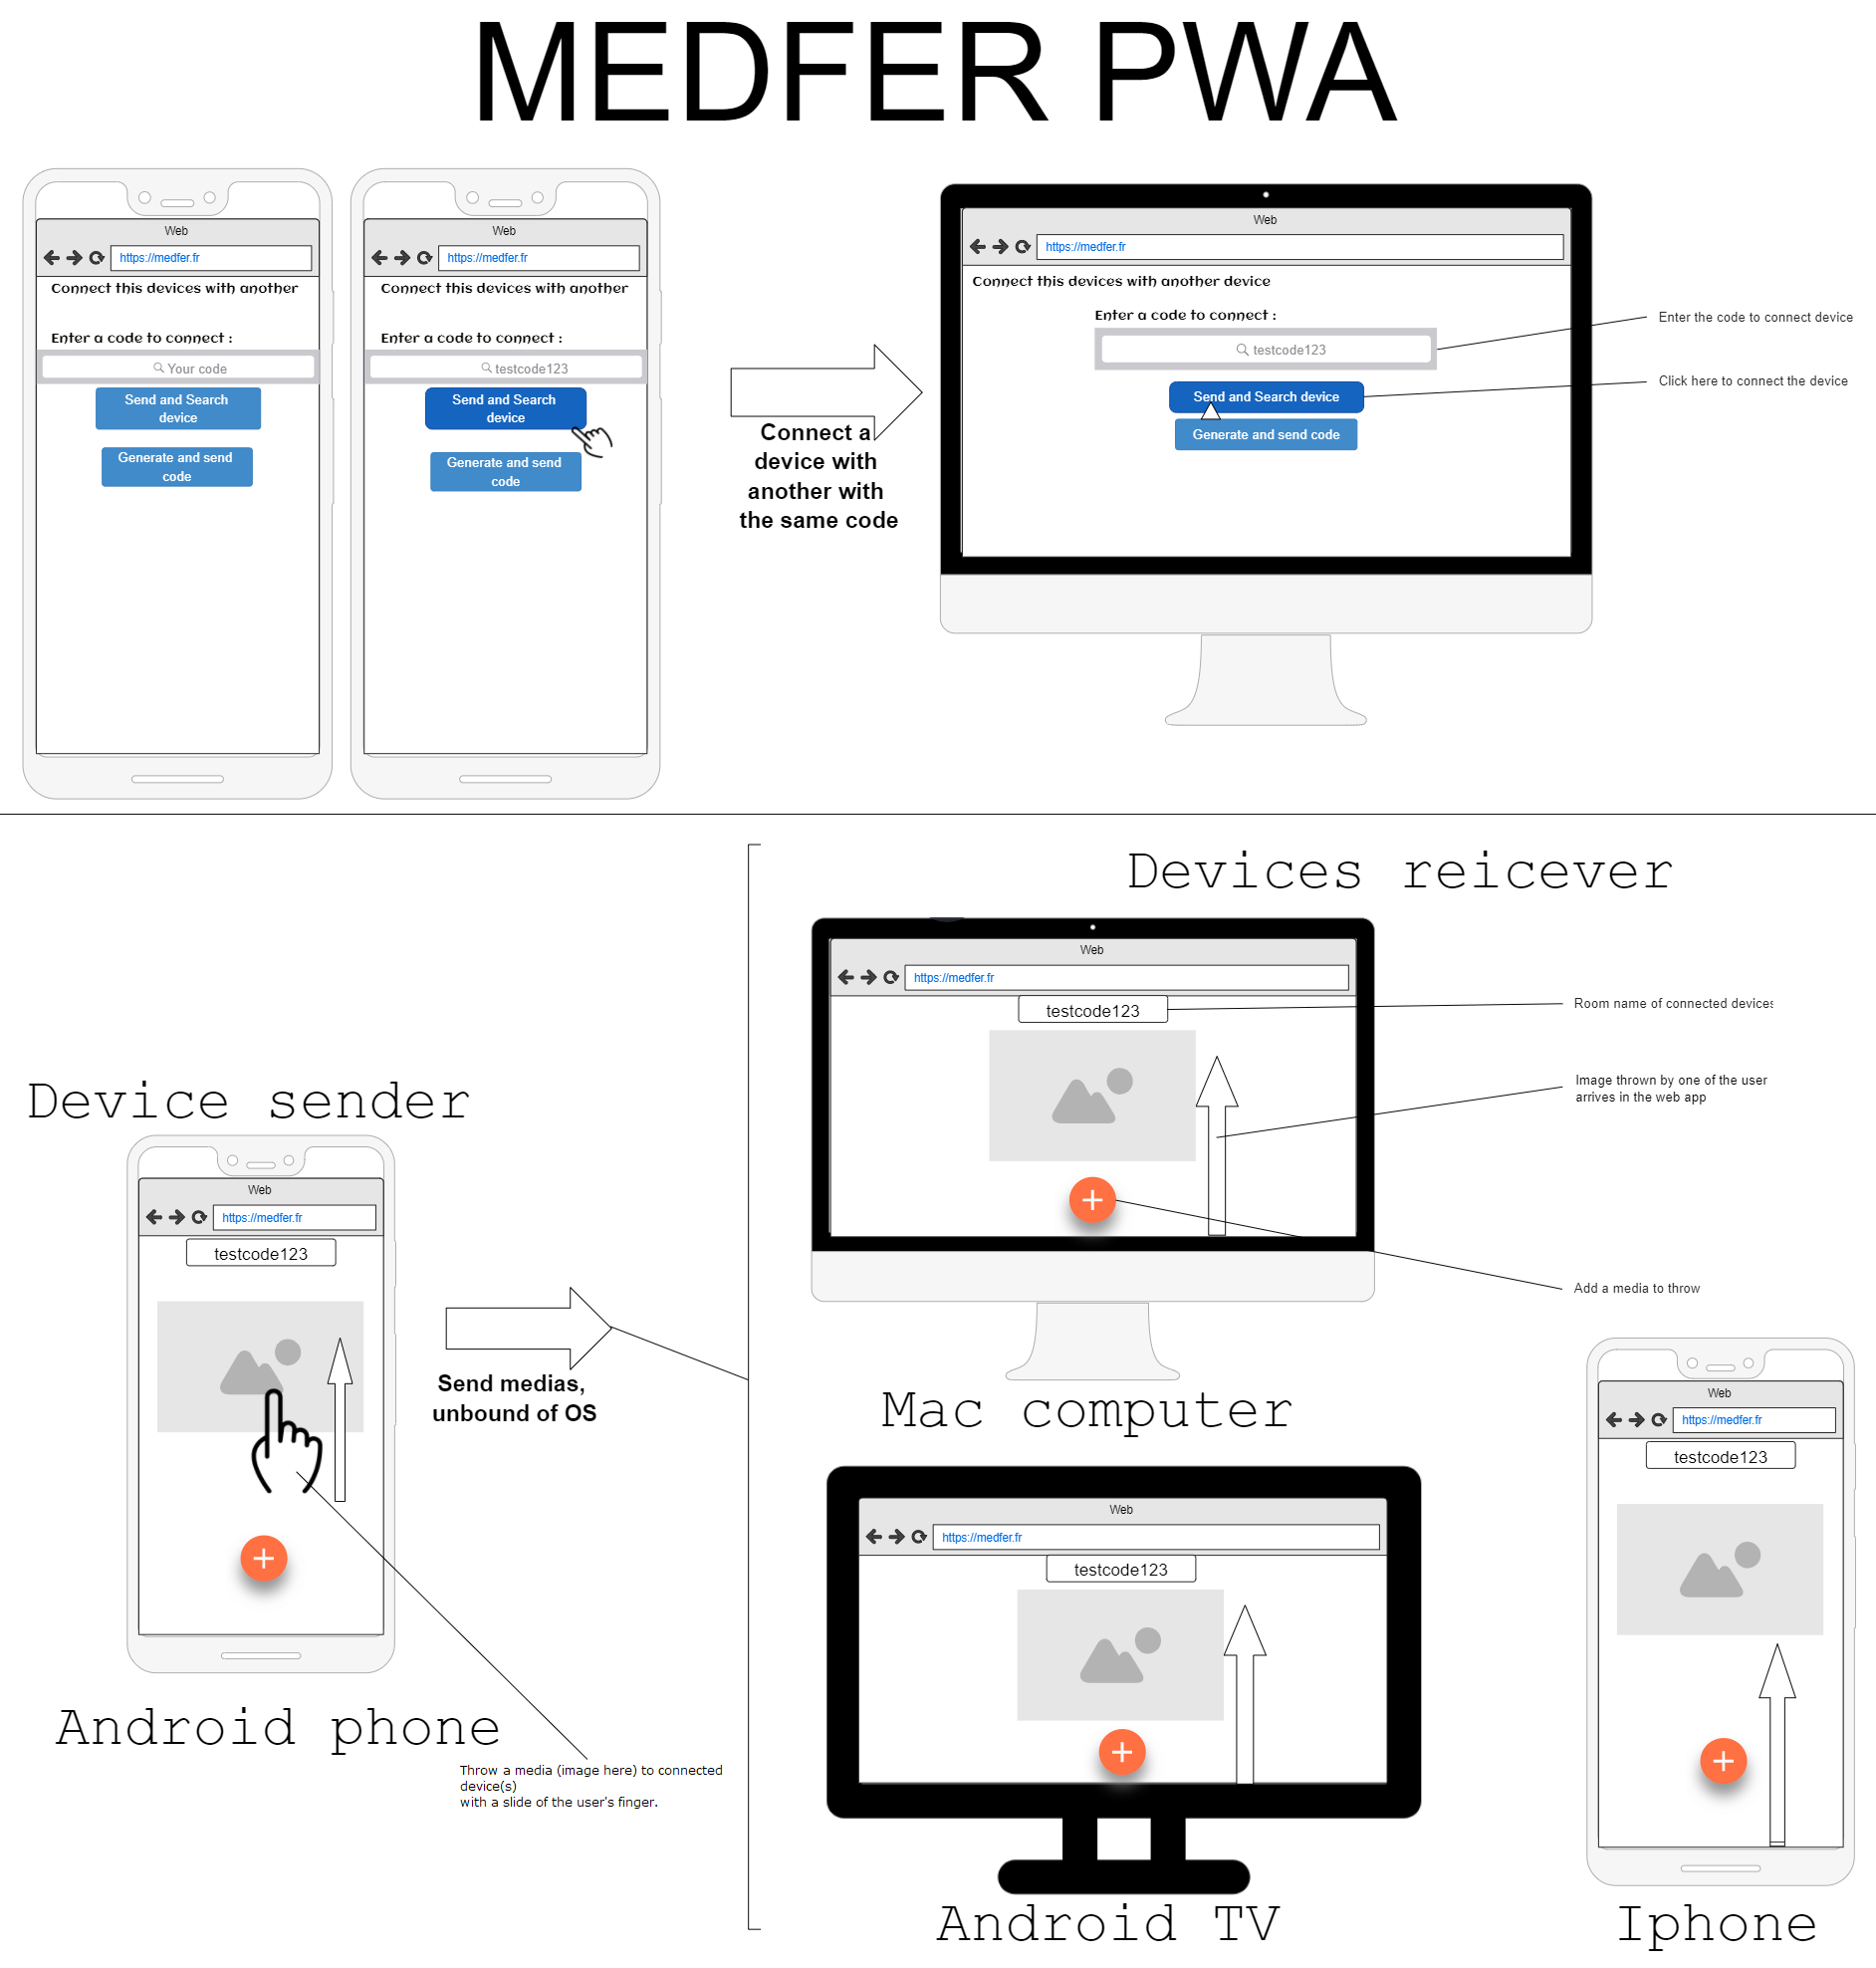 MEDFER PWA
Web
https://medfer.fr
Connect this devices with another
Enter a code to connect :
Your code
Send and Search
device
Generate and send
code
Web
https://medfer.fr
Connect this devices with another
Enter a code to connect :
testcode123
Send and Search
device
Generate and send
code
Connect a
device with
another with
the same code
Web
https://medfer.fr
Connect this devices with another device
Enter a code to connect :
testcode123
Send and Search device
Generate and send code
Enter the code to connect device
Click here to connect the device
Device sender
Web
https://medfer.fr
testcode123
Android phone
Send medias,
unbound of OS
Throw a media (image here) to connected
device(s)
with a slide of the user's finger.
Devices reicever
Web
https://medfer.fr
testcode123
Room name of connected devices
Image thrown by one of the user
arrives in the web app
Add a media to throw
Mac computer
Web
https://medfer.fr
testcode123
Android TV
Web
https://medfer.fr
testcode123
Iphone